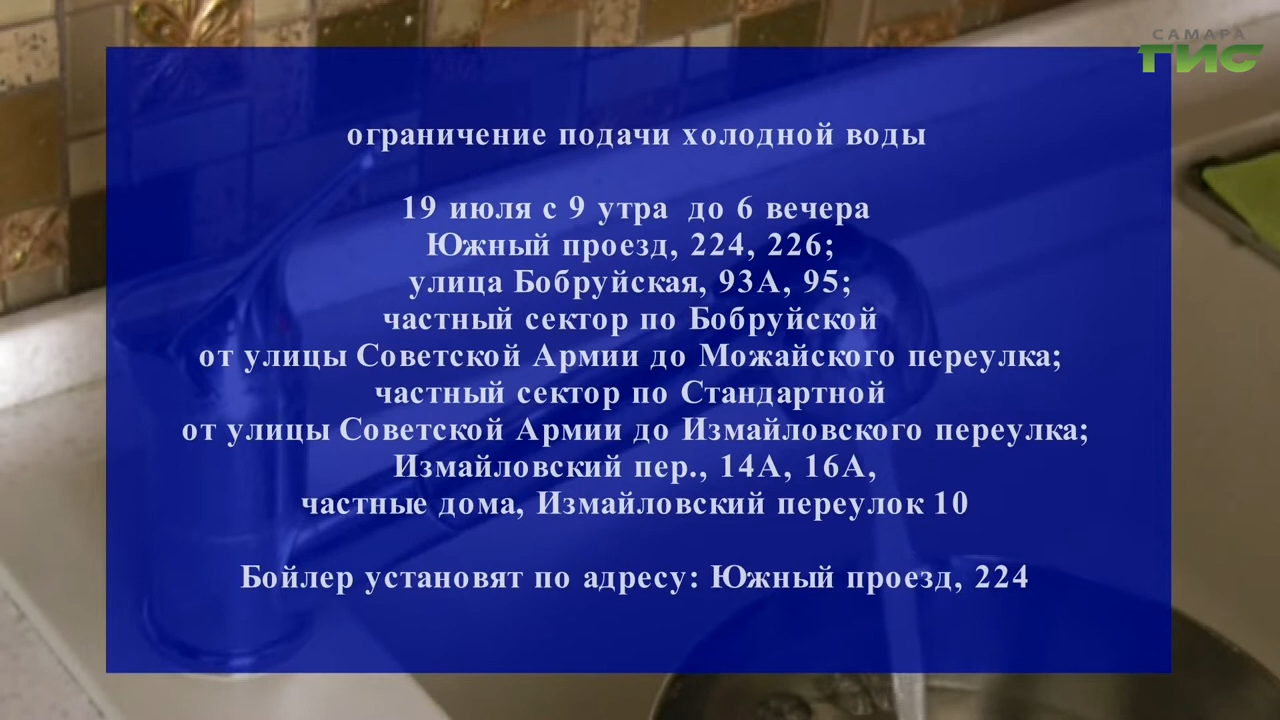 САМАРА
ГИС
ограничение подачи холодной воды
19 июля с 9 утра до 6 вечера
Южный проезд, 224, 226;
улица Бобруйская, 93А, 95;
частный сектор по Бобруйской
от улицы Советской Армии до Можайского переулка;
частный сектор по Стандартной
от улицы Советской Армии до Измайловского переулка;
Измайловский пер., 14А, 16А,
частные дома, Измайловский переулок 10
Бойлер установят по адресу: Южный проезд, 224